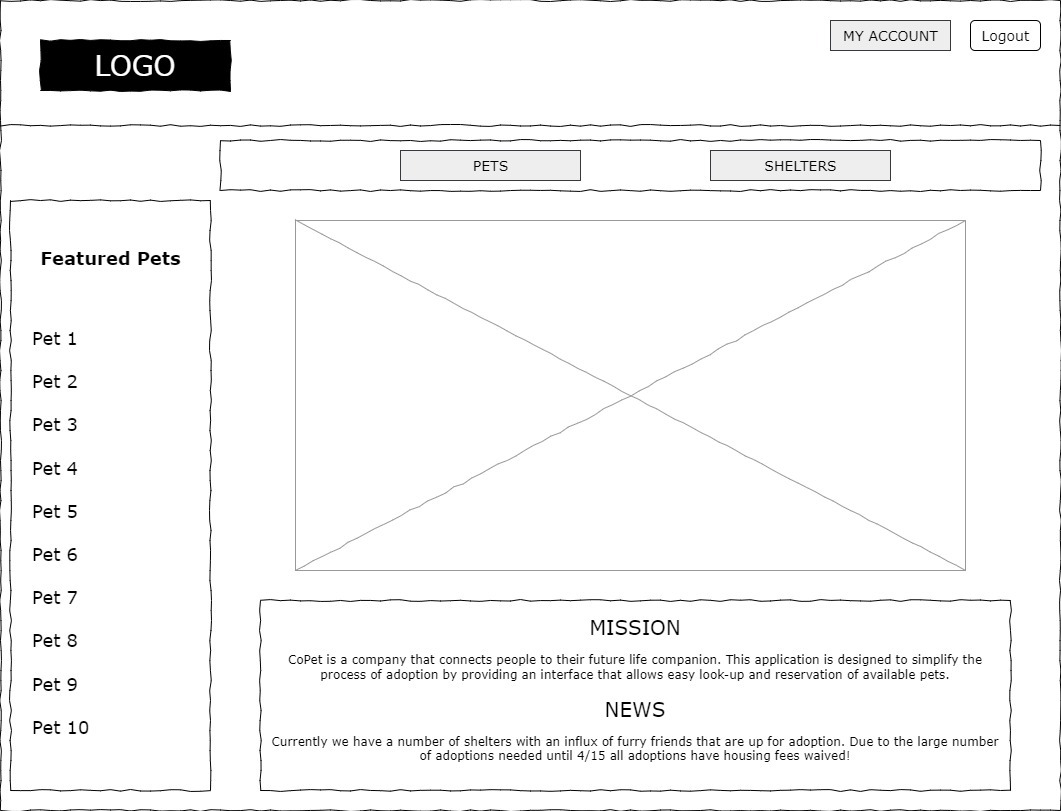 MY ACCOUNT
Logout
LOGO
PETS
SHELTERS
Featured Pets
Pet 1
Pet 2
Pet 3
Pet 4
Pet 5
Pet 6
Pet 7
Pet 8
Pet 9
Pet 10
MISSION
CoPet is a company that connects people to their future life companion. This application is designed to simplify the
process of adoption by providing an interface that allows easy look-up and reservation of available pets.
NEWS
Currently we have a number of shelters with an influx of furry friends that are up for adoption. Due to the large number
of adoptions needed until 4/15 all adoptions have housing fees waived!